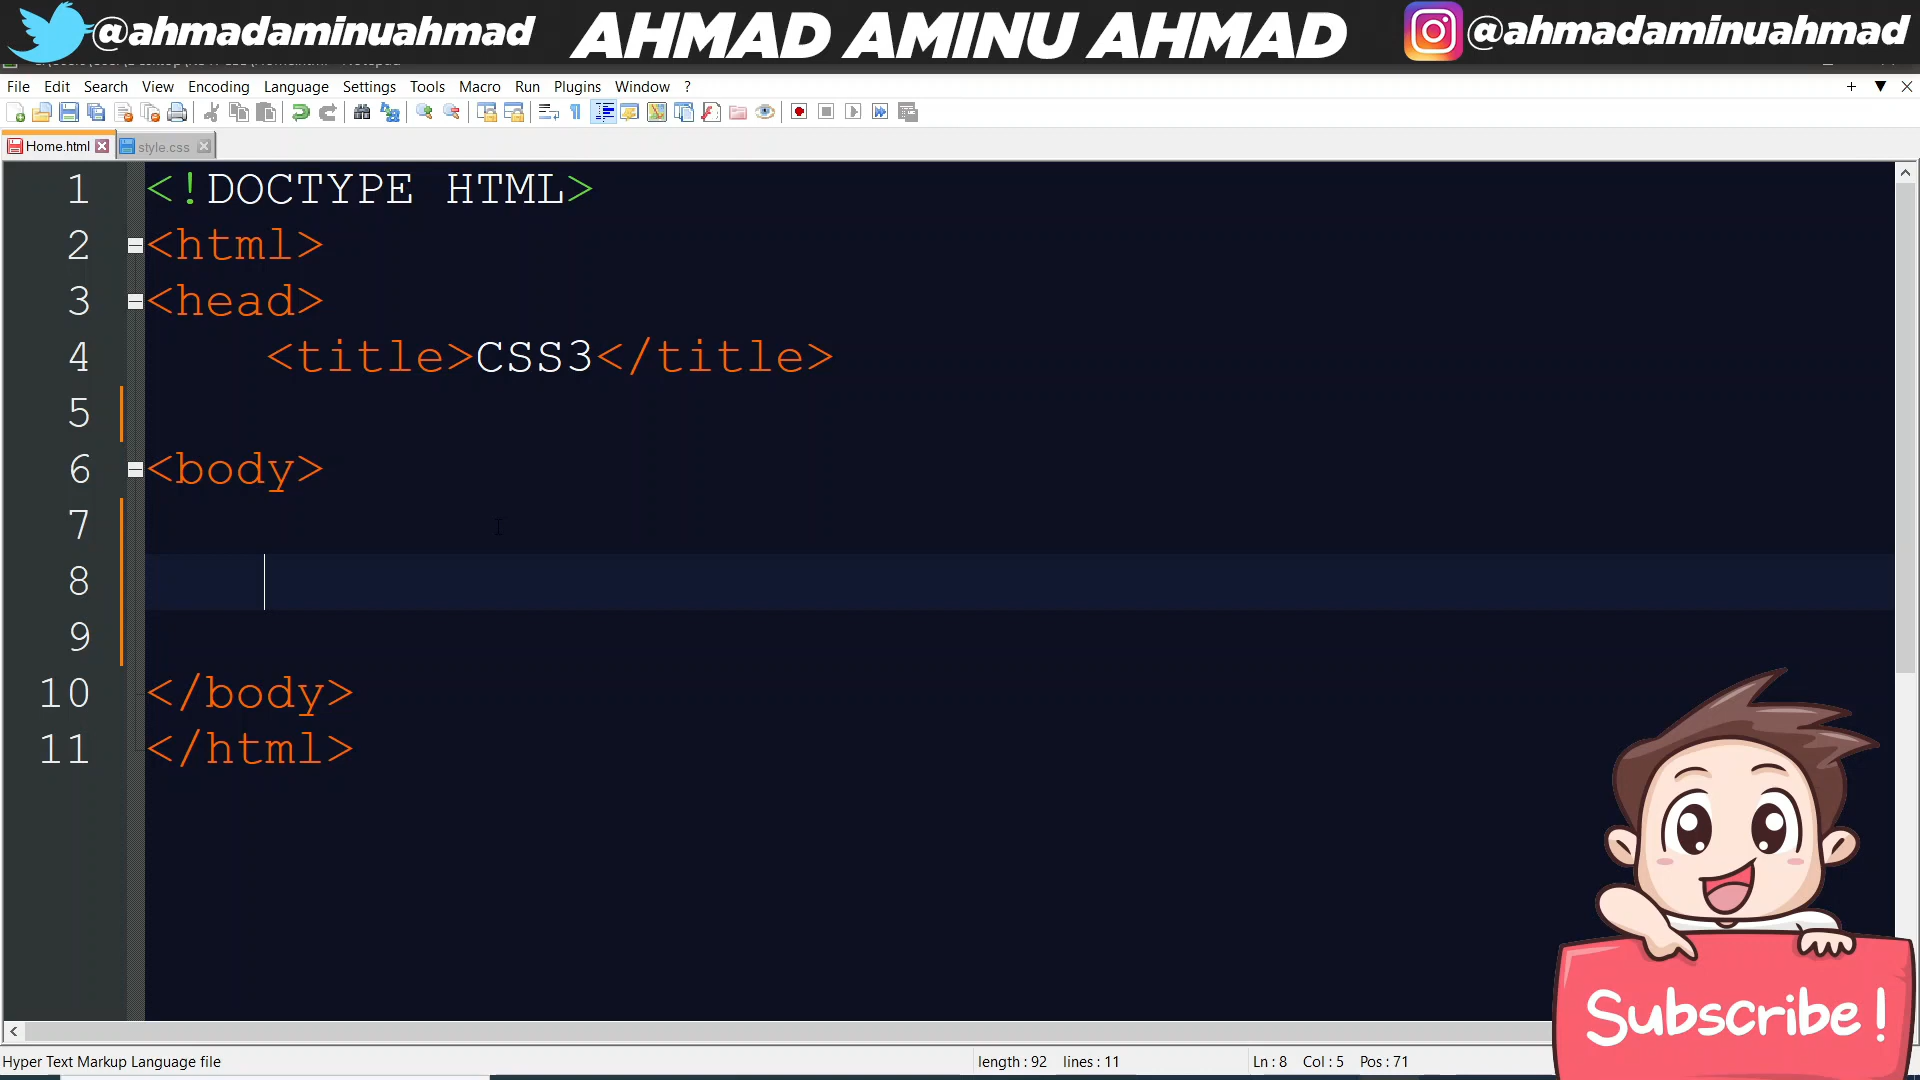 @ahmadaminuahmad AHMAD AMINU AHMAD @ahmadaminuahmad
File Edit Search View Encoding Language Settings Tools Macro Run Plugins Window ?
Home.html style.css
1 <!DOCTYPE HTML>
2 <html>
3 <head>
4 <title>CSS3</title>
5
6 <body>
7
8
9
10 </body>
11 </html>
Subscribe!
Hyper Text Markup Language file length : 92 lines : 11 Ln : 8 Col : 5 Pos : 71